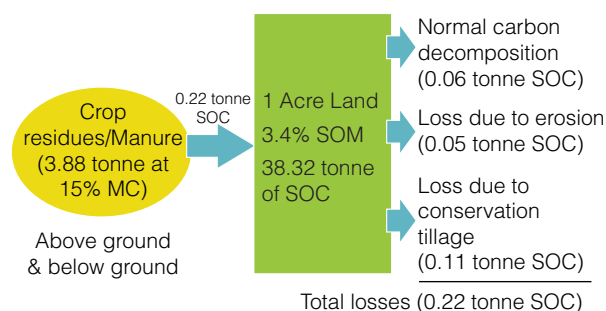 Crop
residues/Manure
(3.88 tonne at
15% MC)
Above ground
& below ground
0.22 tonne
SOC
1 Acre Land
3.4% SOM
38.32 tonne
of SOC
Normal carbon
decomposition
(0.06 tonne SOC)
Loss due to erosion
(0.05 tonne SOC)
Loss due to
conservation
tillage
(0.11 tonne SOC)
Total losses (0.22 tonne SOC)